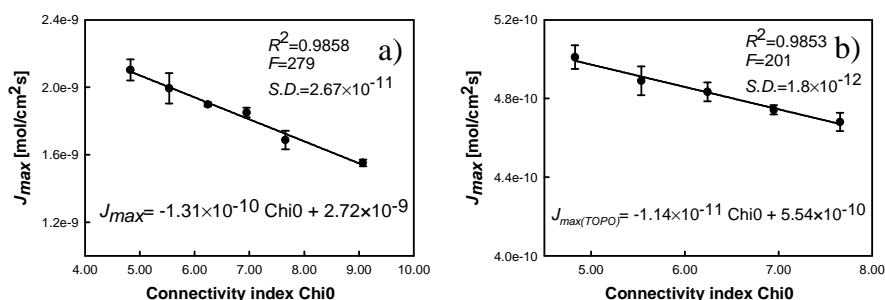 a)
R²=0.9858
F=279
S.D.=2.67×10⁻¹¹
J_max [mol/cm²s]
2.4e-9
2.0e-9
1.6e-9
1.2e-9
J_max= -1.31×10⁻¹⁰ Chi0 + 2.72×10⁻⁹
4.00 5.00 6.00 7.00 8.00 9.00 10.00
Connectivity index Chi0
b)
R²=0.9853
F=201
S.D.=1.8×10⁻¹²
J_max [mol/cm²s]
5.2e-10
4.8e-10
4.4e-10
4.0e-10
J_max(TOPO)= -1.14×10⁻¹¹ Chi0 + 5.54×10⁻¹⁰
5.00 6.00 7.00 8.00
Connectivity index Chi0